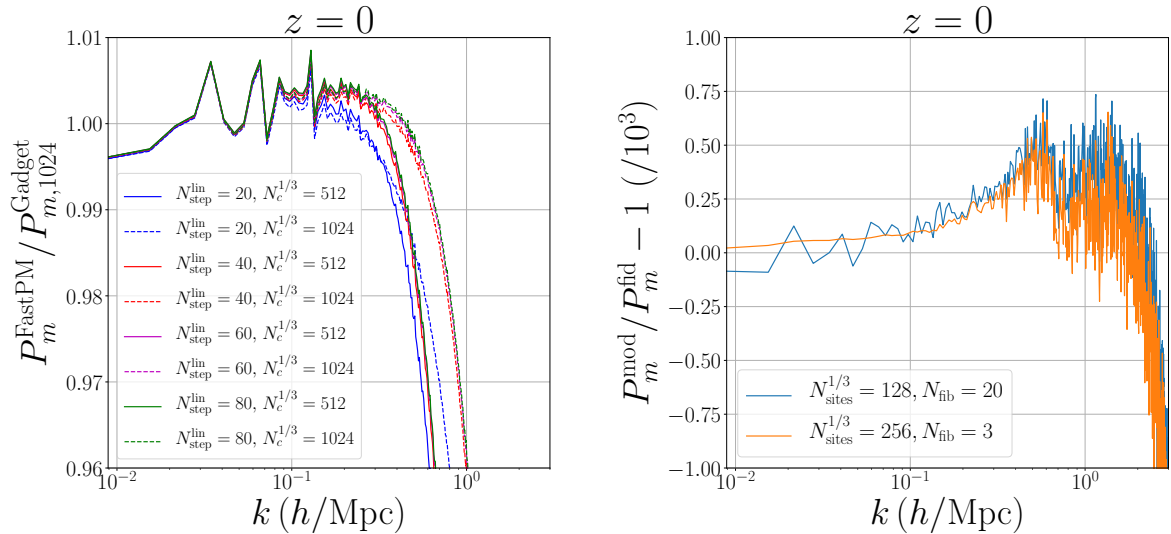 z = 0
P_m^FastPM / P_m,1024^Gadget
1.01
1.00
0.99
0.98
0.97
0.96
N_step^lin = 20, N_c^1/3 = 512
N_step^lin = 20, N_c^1/3 = 1024
N_step^lin = 40, N_c^1/3 = 512
N_step^lin = 40, N_c^1/3 = 1024
N_step^lin = 60, N_c^1/3 = 512
N_step^lin = 60, N_c^1/3 = 1024
N_step^lin = 80, N_c^1/3 = 512
N_step^lin = 80, N_c^1/3 = 1024
10^−2 10^−1 10^0
k (h/Mpc)
z = 0
P_m^mod / P_m^fid − 1 (/10^3)
1.00
0.75
0.50
0.25
0.00
−0.25
−0.50
−0.75
−1.00
N_sites^1/3 = 128, N_fib = 20
N_sites^1/3 = 256, N_fib = 3
10^−2 10^−1 10^0
k (h/Mpc)